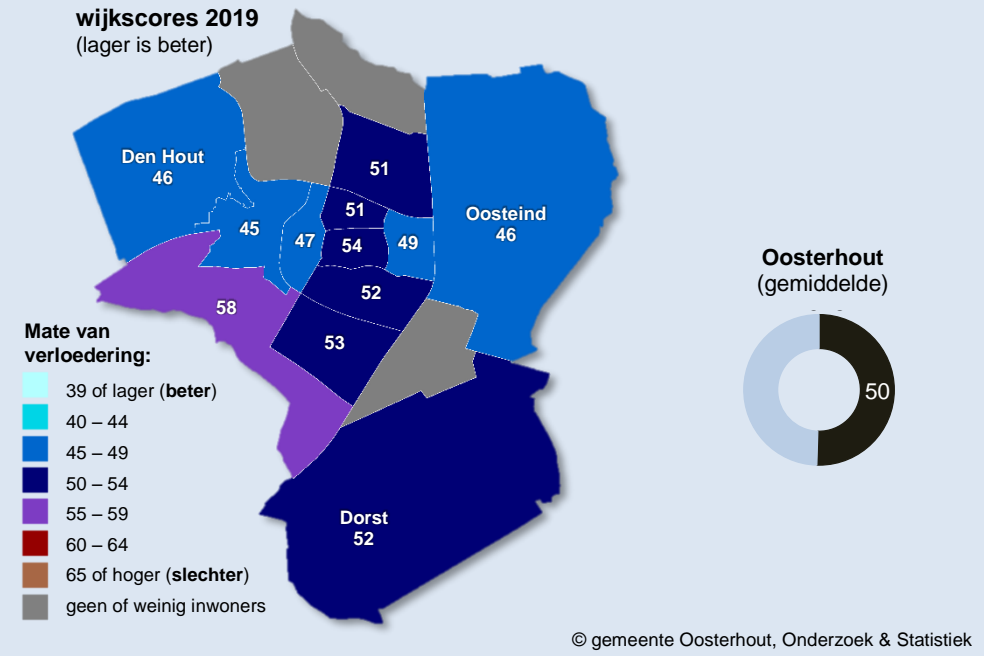 wijkscores 2019
(lager is beter)
Den Hout
46
51
51
45
47
54
49
Oosteind
46
52
58
53
Dorst
52
Mate van
verloedering:
39 of lager (beter)
40 – 44
45 – 49
50 – 54
55 – 59
60 – 64
65 of hoger (slechter)
geen of weinig inwoners
Oosterhout
(gemiddelde)
50
© gemeente Oosterhout, Onderzoek & Statistiek